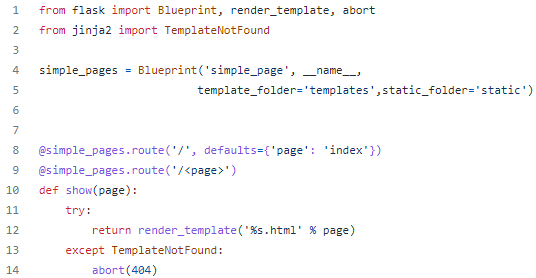 1 from flask import Blueprint, render_template, abort
2 from jinja2 import TemplateNotFound
3
4 simple_pages = Blueprint('simple_page', __name__,
5                         template_folder='templates',static_folder='static')
6
7
8 @simple_pages.route('/', defaults={'page': 'index'})
9 @simple_pages.route('/<page>')
10 def show(page):
11     try:
12         return render_template('%s.html' % page)
13     except TemplateNotFound:
14         abort(404)